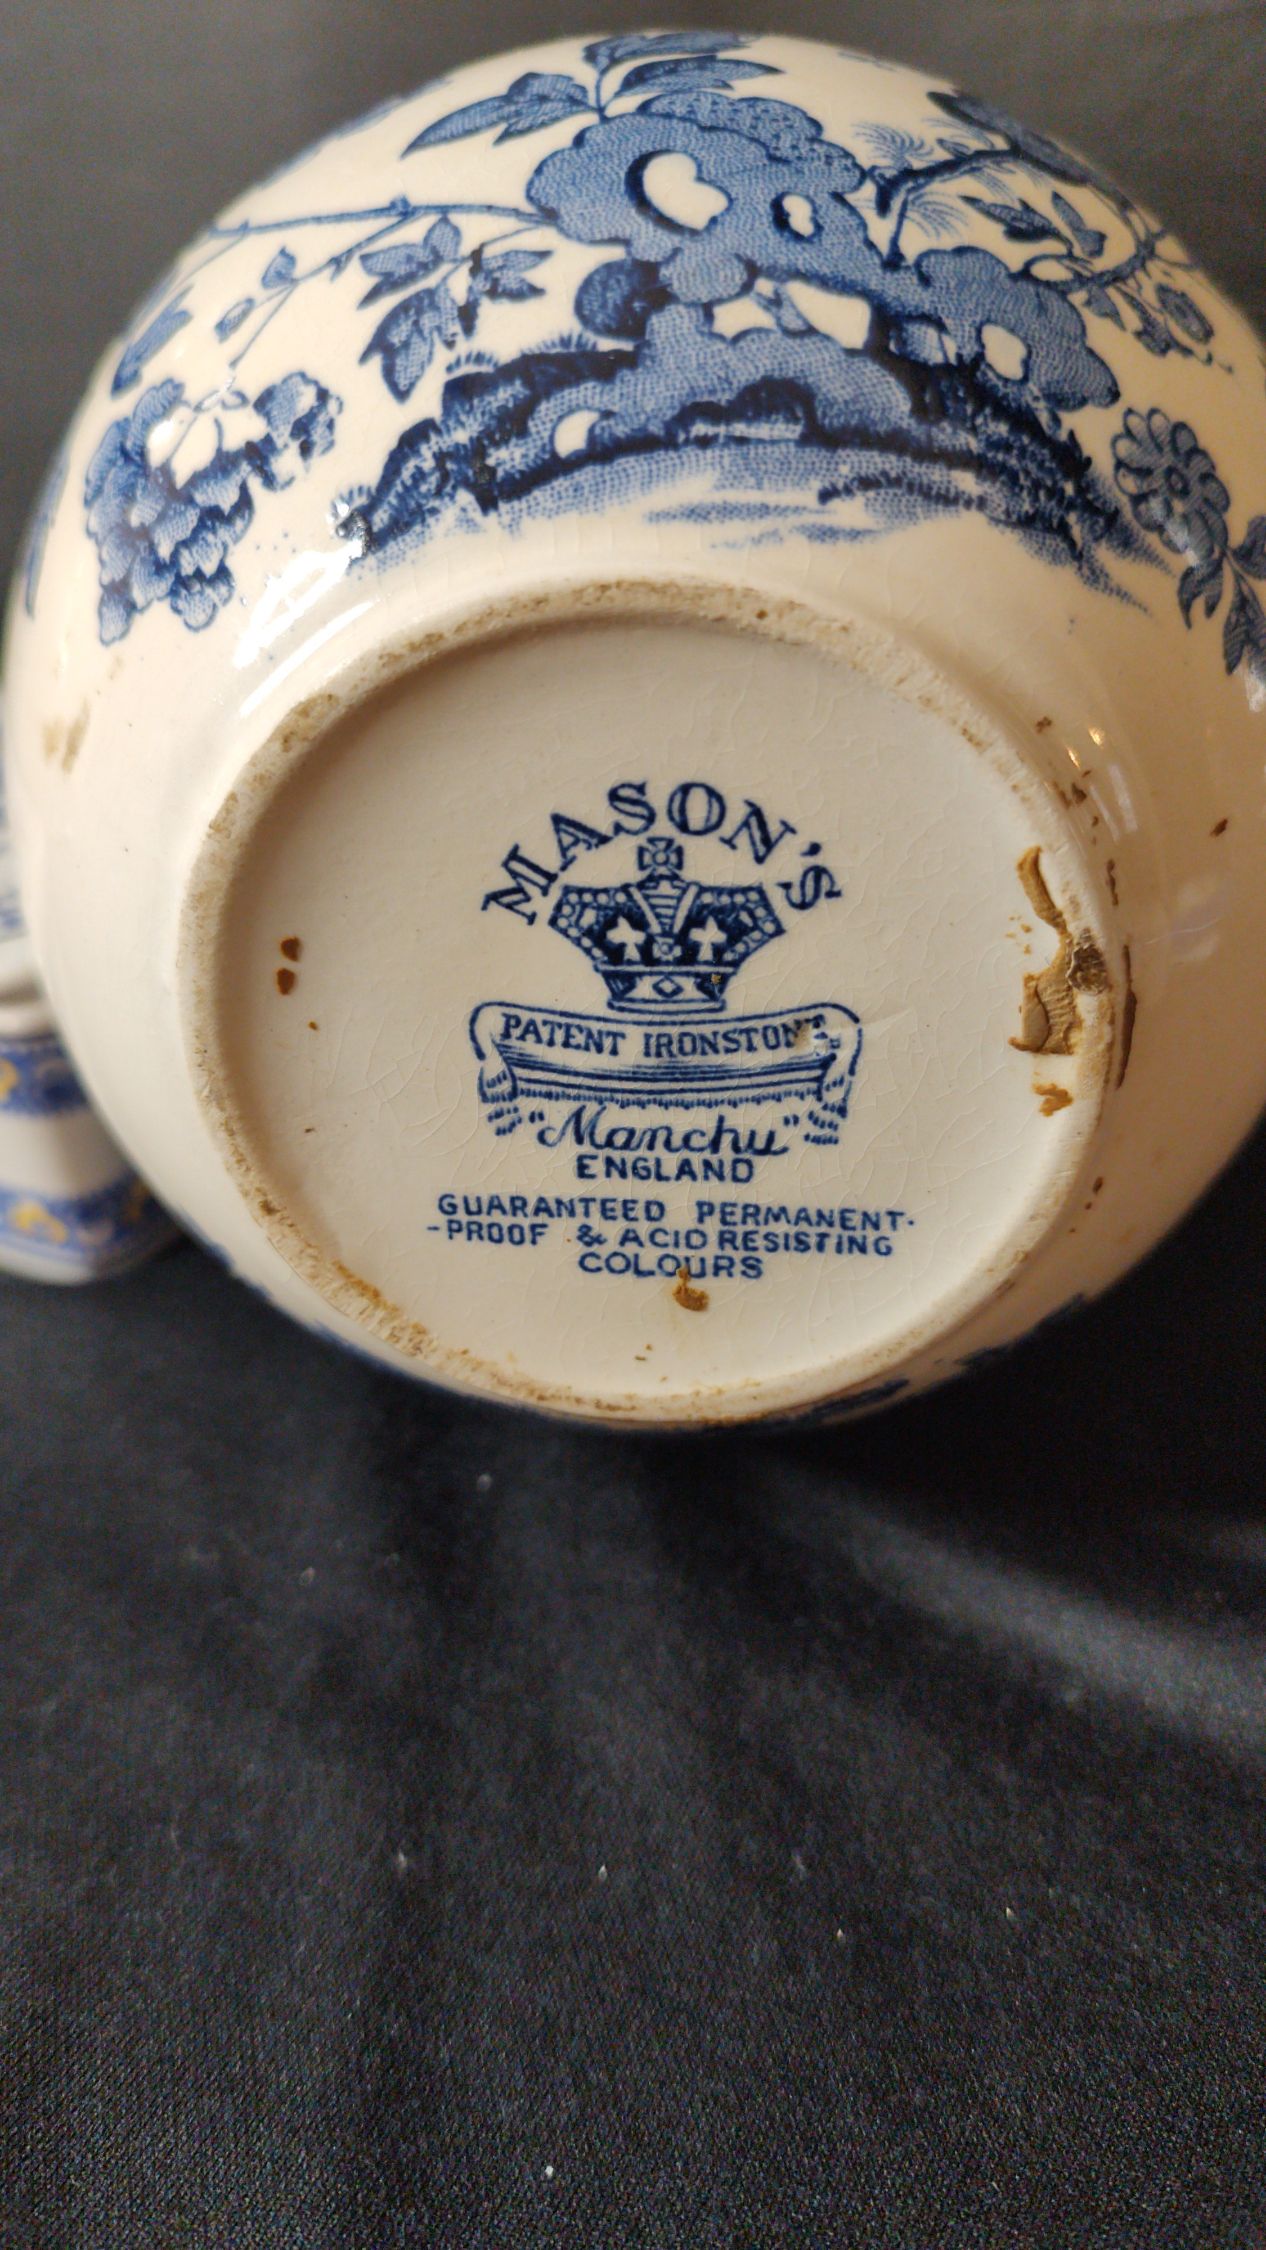 MASON'S
PATENT IRONSTONE
"Manchu"
ENGLAND
GUARANTEED PERMANENT-
-PROOF & ACID RESISTING
COLOURS